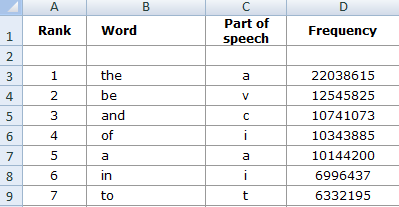 A B C D
1 Rank Word Part of speech Frequency
2
3 1 the a 22038615
4 2 be v 12545825
5 3 and c 10741073
6 4 of i 10343885
7 5 a a 10144200
8 6 in i 6996437
9 7 to t 6332195